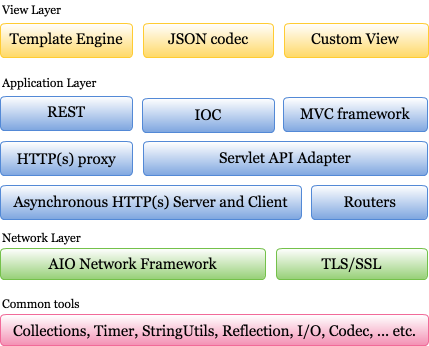 View Layer
Template Engine
JSON codec
Custom View
Application Layer
REST
IOC
MVC framework
HTTP(s) proxy
Servlet API Adapter
Asynchronous HTTP(s) Server and Client
Routers
Network Layer
AIO Network Framework
TLS/SSL
Common tools
Collections, Timer, StringUtils, Reflection, I/O, Codec, ... etc.